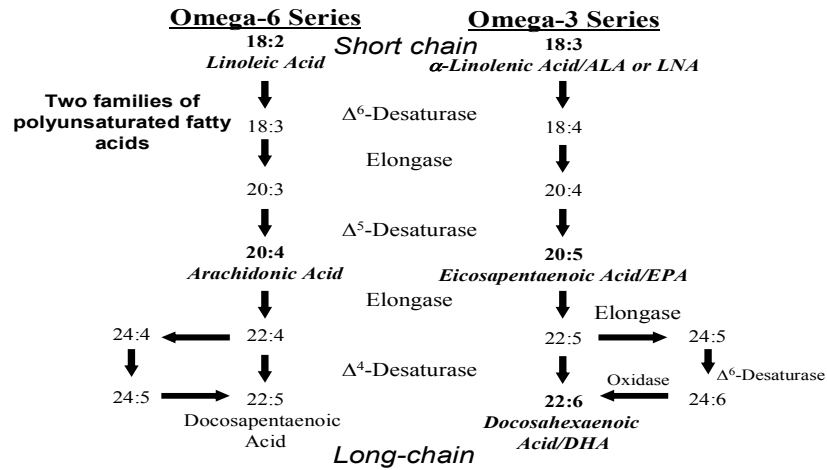 Omega-6 Series
Omega-3 Series
18:2
Short chain
18:3
Linoleic Acid
α-Linolenic Acid/ALA or LNA
Two families of
polyunsaturated fatty
acids
Δ⁶-Desaturase
18:3
18:4
Elongase
20:3
20:4
Δ⁵-Desaturase
20:4
20:5
Arachidonic Acid
Eicosapentaenoic Acid/EPA
Elongase
Elongase
24:4
22:4
22:5
24:5
Δ⁴-Desaturase
Δ⁶-Desaturase
Oxidase
24:5
22:5
22:6
24:6
Docosapentaenoic
Acid
Docosahexaenoic
Acid/DHA
Long-chain